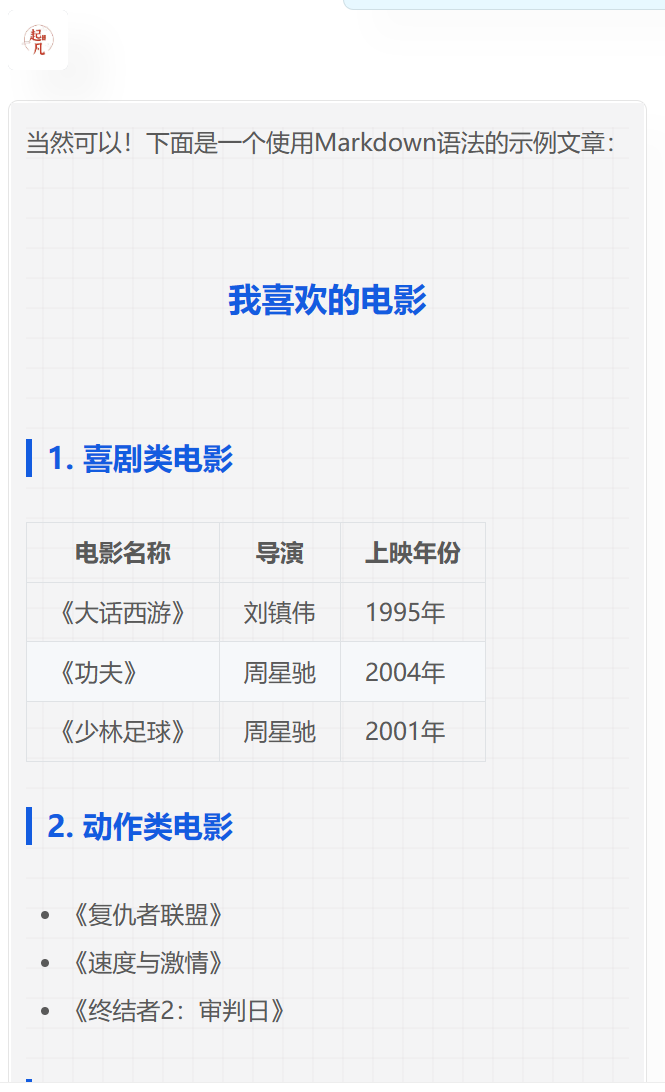 起
凡
当然可以！下面是一个使用Markdown语法的示例文章：
我喜欢的电影
1. 喜剧类电影
电影名称 导演 上映年份
《大话西游》 刘镇伟 1995年
《功夫》 周星驰 2004年
《少林足球》 周星驰 2001年
2. 动作类电影
• 《复仇者联盟》
• 《速度与激情》
• 《终结者2：审判日》